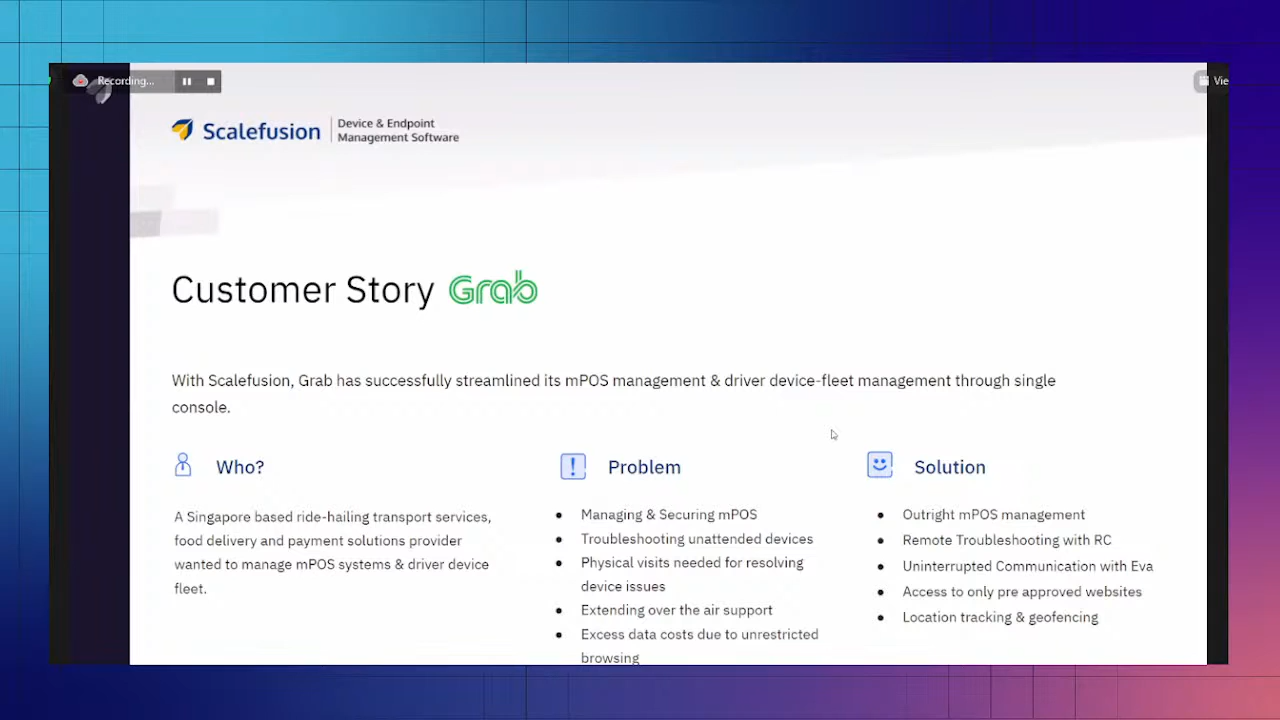 Recording...
Vie
Scalefusion
Device & Endpoint
Management Software
Customer Story Grab
With Scalefusion, Grab has successfully streamlined its mPOS management & driver device-fleet management through single
console.
Who?
A Singapore based ride-hailing transport services,
food delivery and payment solutions provider
wanted to manage mPOS systems & driver device
fleet.
Problem
• Managing & Securing mPOS
• Troubleshooting unattended devices
• Physical visits needed for resolving
device issues
• Extending over the air support
• Excess data costs due to unrestricted
browsing
Solution
• Outright mPOS management
• Remote Troubleshooting with RC
• Uninterrupted Communication with Eva
• Access to only pre approved websites
• Location tracking & geofencing